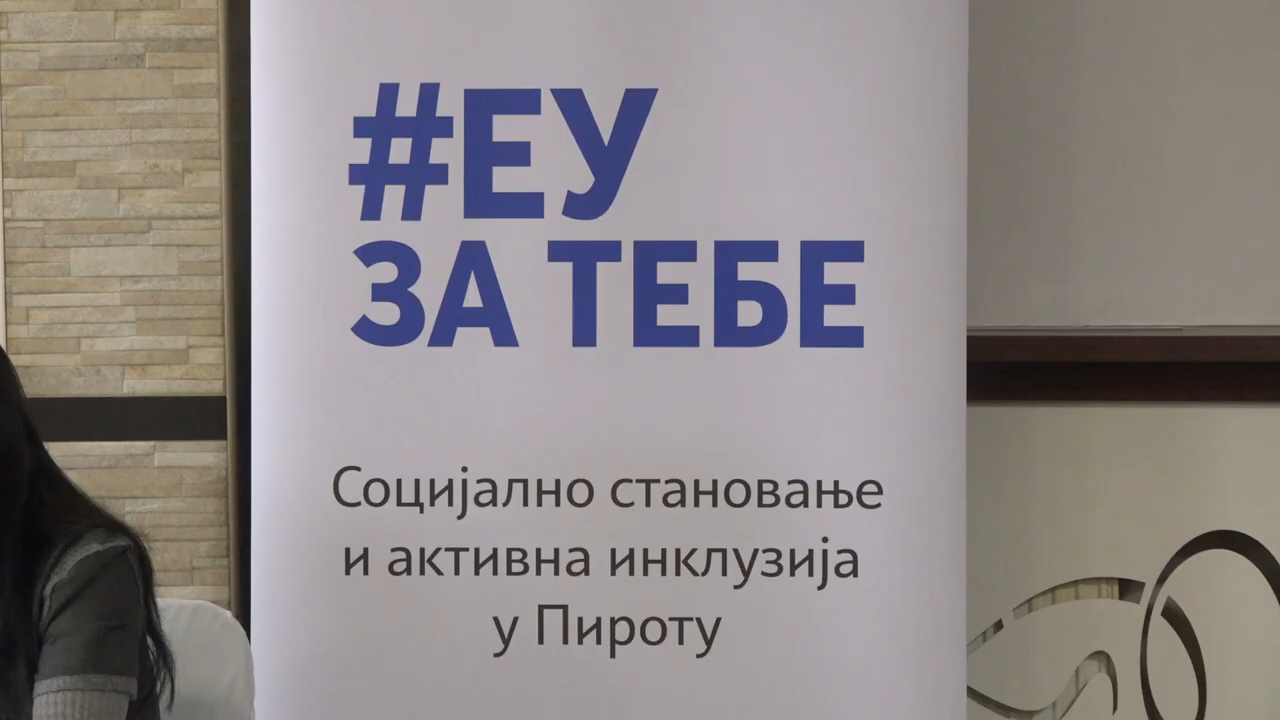 #ЕУ
ЗА ТЕБЕ
Социјално становање
и активна инклузија
у Пироту